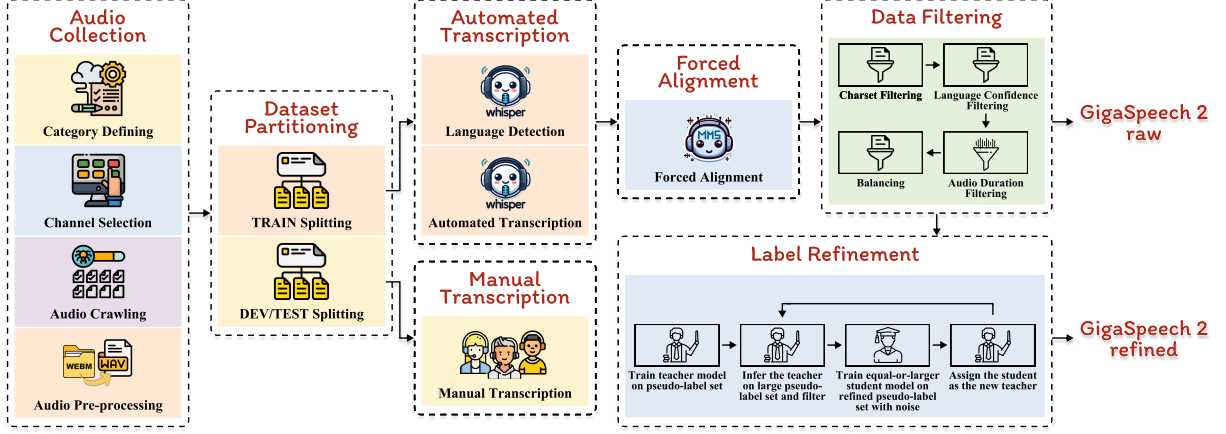 Audio
Collection
Category Defining
Channel Selection
Audio Crawling
WEBM
WAV
Audio Pre-processing
Dataset
Partitioning
TRAIN Splitting
DEV/TEST Splitting
Automated
Transcription
whisper
Language Detection
whisper
Automated Transcription
Manual
Transcription
Manual Transcription
Forced
Alignment
MMS
Forced Alignment
Data Filtering
Charset Filtering
Language Confidence
Filtering
Balancing
Audio Duration
Filtering
GigaSpeech 2
raw
Label Refinement
Train teacher model
on pseudo-label set
Infer the teacher
on large pseudo-
label set and filter
Train equal-or-larger
student model on
refined pseudo-label
set with noise
Assign the student
as the new teacher
GigaSpeech 2
refined